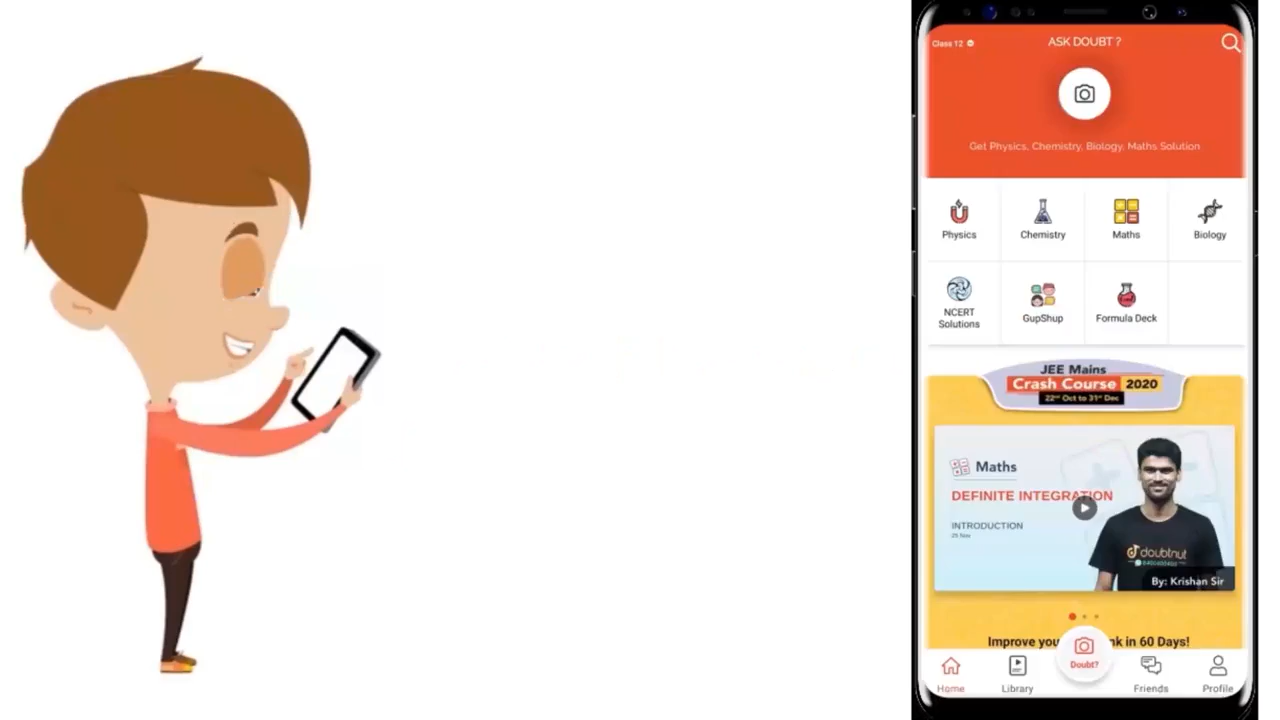 Class 12
ASK DOUBT ?
Get Physics, Chemistry, Biology, Maths Solution
Physics
Chemistry
Maths
Biology
NCERT
Solutions
GupShup
Formula Deck
JEE Mains
Crash Course 2020
22nd Oct to 31st Dec
Maths
DEFINITE INTEGRATION
INTRODUCTION
doubtnut
By: Krishan Sir
Improve you nk in 60 Days!
Doubt?
Home
Library
Friends
Profile